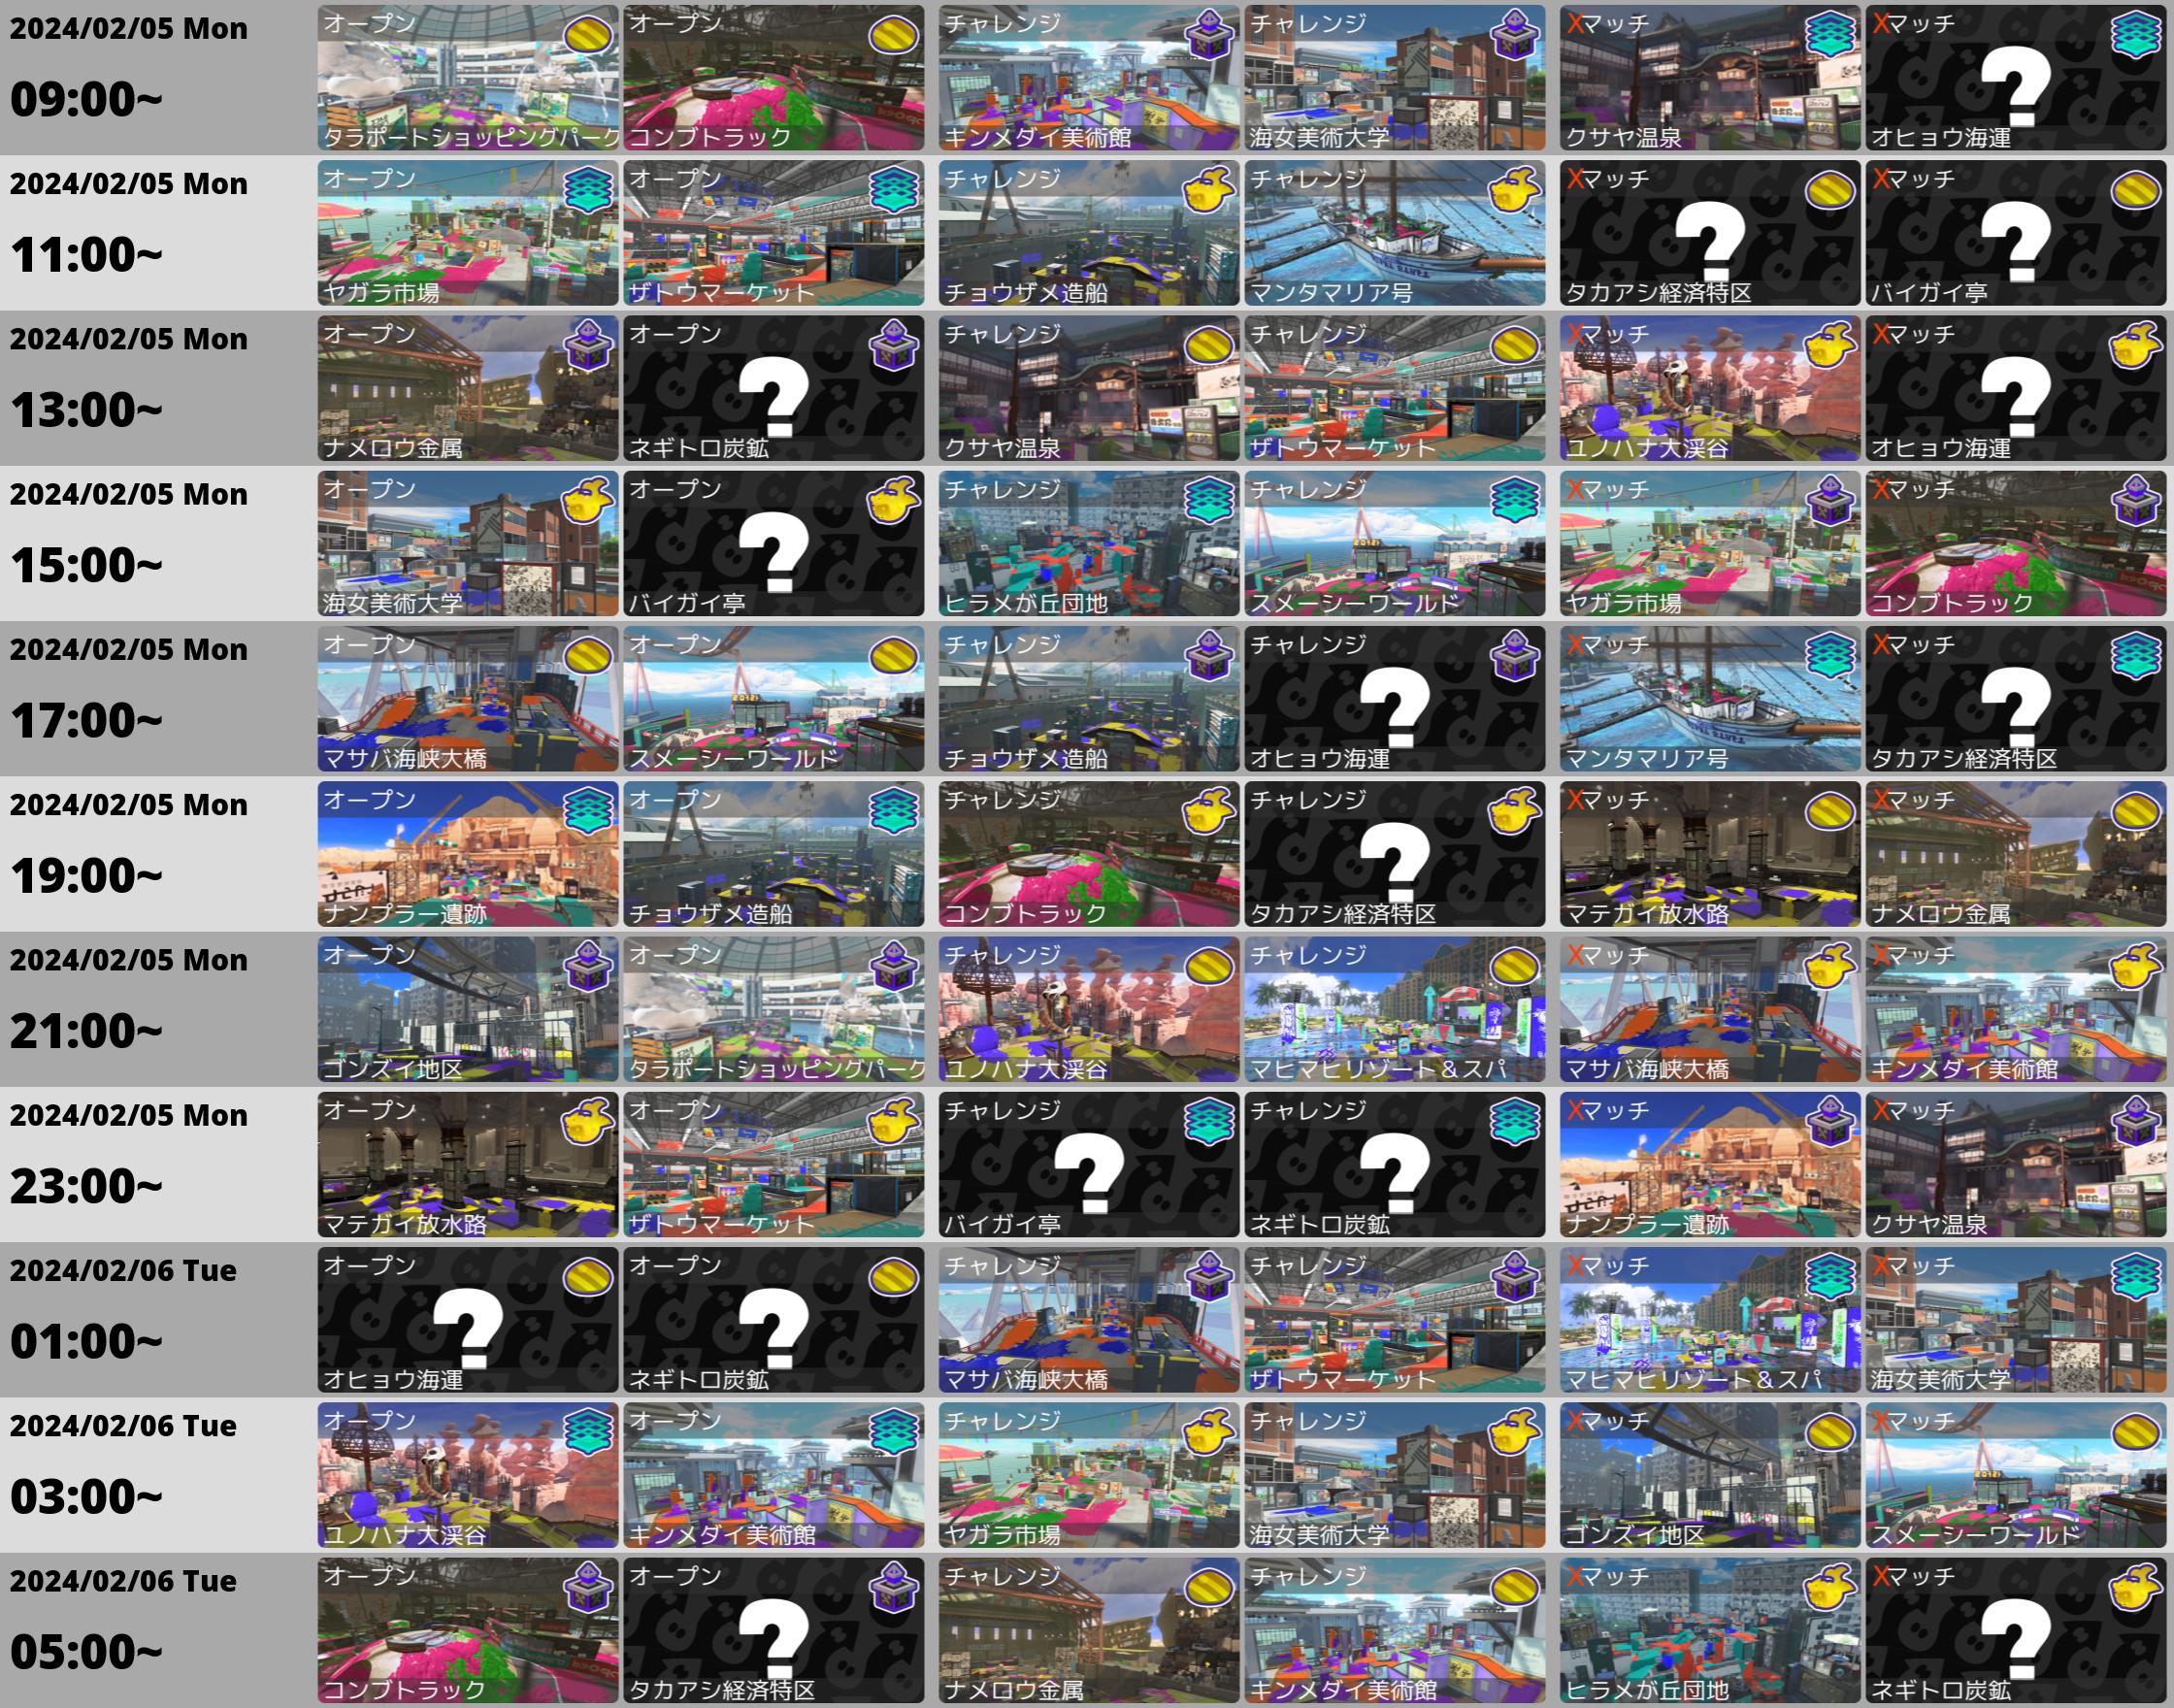 2024/02/05 Mon
09:00~
オープン オープン チャレンジ チャレンジ Xマッチ Xマッチ
タラポートショッピングパーク コンブトラック キンメダイ美術館 海女美術大学 クサヤ温泉 オヒョウ海運
2024/02/05 Mon
11:00~
オープン オープン チャレンジ チャレンジ Xマッチ Xマッチ
ヤガラ市場 ザトウマーケット チョウザメ造船 マンタマリア号 タカアシ経済特区 バイガイ亭
2024/02/05 Mon
13:00~
オープン オープン チャレンジ チャレンジ Xマッチ Xマッチ
ナメロウ金属 ネギトロ炭鉱 クサヤ温泉 ザトウマーケット ユノハナ大渓谷 オヒョウ海運
2024/02/05 Mon
15:00~
オープン オープン チャレンジ チャレンジ Xマッチ Xマッチ
海女美術大学 バイガイ亭 ヒラメが丘団地 スメーシーワールド ヤガラ市場 コンブトラック
2024/02/05 Mon
17:00~
オープン オープン チャレンジ チャレンジ Xマッチ Xマッチ
マサバ海峡大橋 スメーシーワールド チョウザメ造船 オヒョウ海運 マンタマリア号 タカアシ経済特区
2024/02/05 Mon
19:00~
オープン オープン チャレンジ チャレンジ Xマッチ Xマッチ
ナンプラー遺跡 チョウザメ造船 コンブトラック タカアシ経済特区 マテガイ放水路 ナメロウ金属
2024/02/05 Mon
21:00~
オープン オープン チャレンジ チャレンジ Xマッチ Xマッチ
ゴンズイ地区 タラポートショッピングパーク ユノハナ大渓谷 マヒマヒリゾート＆スパ マサバ海峡大橋 キンメダイ美術館
2024/02/05 Mon
23:00~
オープン オープン チャレンジ チャレンジ Xマッチ Xマッチ
マテガイ放水路 ザトウマーケット バイガイ亭 ネギトロ炭鉱 ナンプラー遺跡 クサヤ温泉
2024/02/06 Tue
01:00~
オープン オープン チャレンジ チャレンジ Xマッチ Xマッチ
オヒョウ海運 ネギトロ炭鉱 マサバ海峡大橋 ザトウマーケット マヒマヒリゾート＆スパ 海女美術大学
2024/02/06 Tue
03:00~
オープン オープン チャレンジ チャレンジ Xマッチ Xマッチ
ユノハナ大渓谷 キンメダイ美術館 ヤガラ市場 海女美術大学 ゴンズイ地区 スメーシーワールド
2024/02/06 Tue
05:00~
オープン オープン チャレンジ チャレンジ Xマッチ Xマッチ
コンブトラック タカアシ経済特区 ナメロウ金属 キンメダイ美術館 ヒラメが丘団地 ネギトロ炭鉱